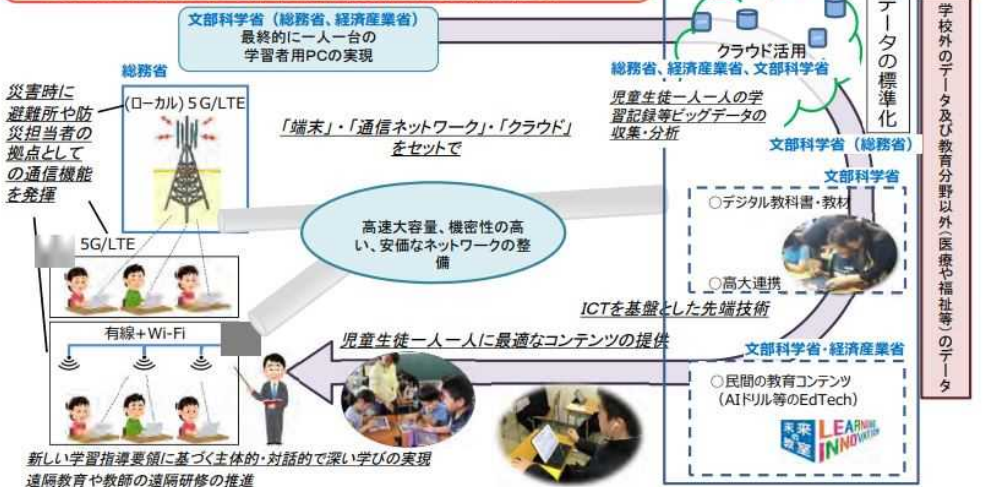 文部科学省（総務省、経済産業省）
最終的に一人一台の
学習者用PCの実現
クラウド活用
総務省、経済産業省、文部科学省
児童生徒一人一人の学
習記録等ビッグデータの
収集・分析
データの標準化
文部科学省（総務省）
学校外のデータ及び教育分野以外（医療や福祉等）のデータ
総務省
(ローカル) 5G/LTE
災害時に
避難所や防
災担当者の
拠点として
の通信機能
を発揮
「端末」・「通信ネットワーク」・「クラウド」
をセットで
高速大容量、機密性の高
い、安価なネットワークの整
備
5G/LTE
有線+Wi-Fi
文部科学省
○デジタル教科書・教材
○高大連携
ICTを基盤とした先端技術
児童生徒一人一人に最適なコンテンツの提供
文部科学省・経済産業省
○民間の教育コンテンツ
(AIドリル等のEdTech)
未来の教室
LEARNING
INNOVATION
新しい学習指導要領に基づく主体的・対話的で深い学びの実現
遠隔教育や教師の遠隔研修の推進